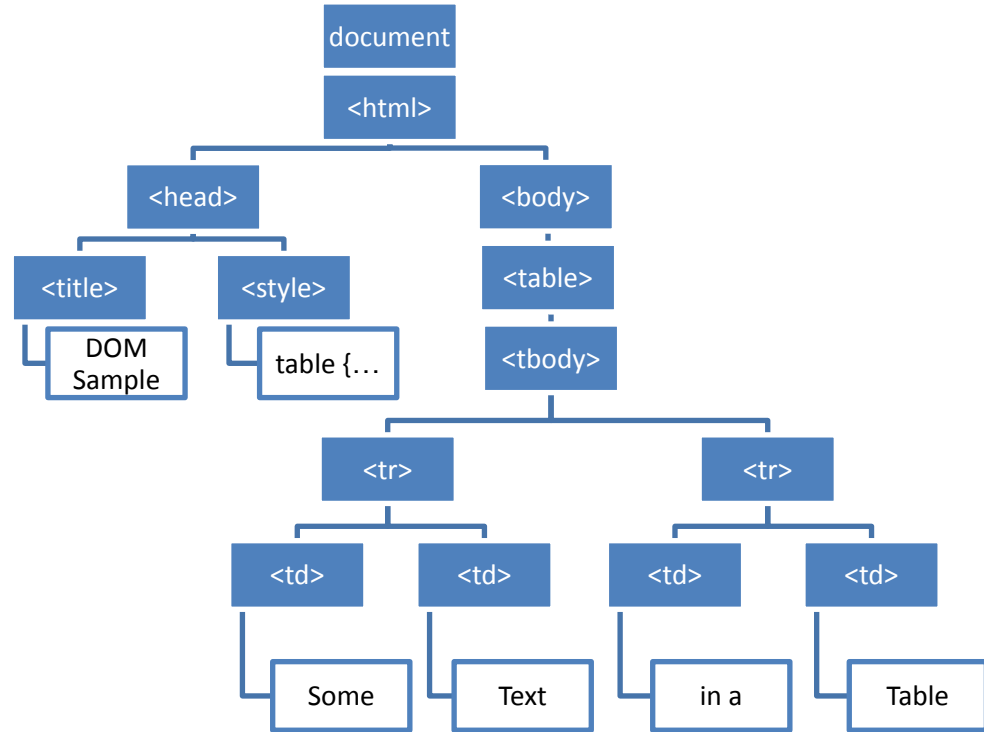 document
<html>
<head>
<body>
<title>
<style>
<table>
DOM
Sample
table {…
<tbody>
<tr>
<tr>
<td>
<td>
<td>
<td>
Some
Text
in a
Table